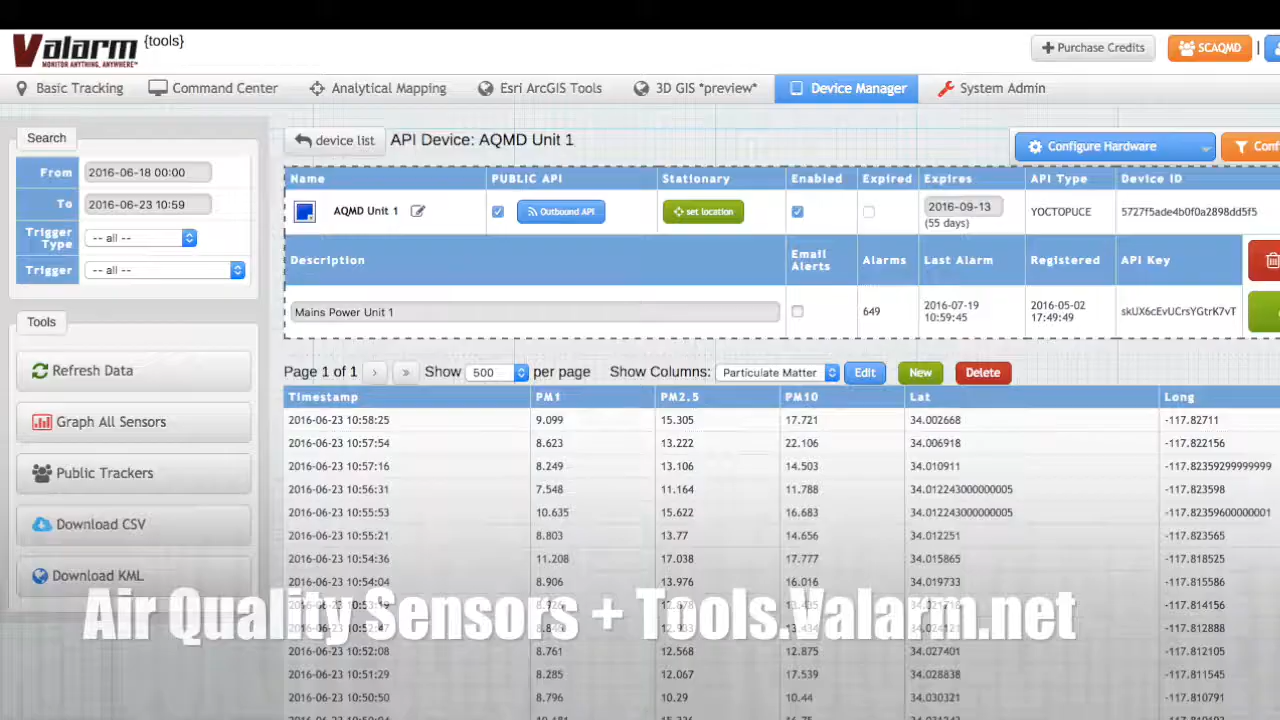 Valarm {tools}
MONITOR ANYTHING, ANYWHERE™
Purchase Credits SCAQMD
Basic Tracking Command Center Analytical Mapping Esri ArcGIS Tools 3D GIS *preview* Device Manager System Admin
Search
From 2016-06-18 00:00
To 2016-06-23 10:59
Trigger Type -- all --
Trigger -- all --
Tools
Refresh Data
Graph All Sensors
Public Trackers
Download CSV
Download KML
device list API Device: AQMD Unit 1 Configure Hardware
Name PUBLIC API Stationary Enabled Expired Expires API Type Device ID
AQMD Unit 1 Outbound API set location 2016-09-13 (55 days) YOCTOPUCE 5727f5ade4b0f0a2898dd5f5
Description Email Alerts Alarms Last Alarm Registered API Key
Mains Power Unit 1 649 2016-07-19 10:59:45 2016-05-02 17:49:49 skUX6cEvUCrsYGtrK7vT
Page 1 of 1 › » Show 500 per page Show Columns: Particulate Matter Edit New Delete
Timestamp PM1 PM2.5 PM10 Lat Long
2016-06-23 10:58:25 9.099 15.305 17.721 34.002668 -117.82711
2016-06-23 10:57:54 8.623 13.222 22.106 34.006918 -117.822156
2016-06-23 10:57:16 8.249 13.106 14.503 34.010911 -117.82359299999999
2016-06-23 10:56:31 7.548 11.164 11.788 34.012243000000005 -117.823598
2016-06-23 10:55:53 10.635 15.622 16.683 34.012243000000005 -117.82359600000001
2016-06-23 10:55:21 8.803 13.77 14.656 34.012251 -117.823565
2016-06-23 10:54:36 11.208 17.038 17.777 34.015865 -117.818525
2016-06-23 10:54:04 8.906 13.976 16.016 34.019733 -117.815586
-117.814156
-117.812888
2016-06-23 10:52:08 8.761 12.568 12.875 34.027401 -117.812105
2016-06-23 10:51:29 8.285 12.067 17.539 34.028838 -117.811545
2016-06-23 10:50:50 8.796 10.29 10.44 34.030321 -117.810791
Air Quality Sensors + Tools.Valarm.net